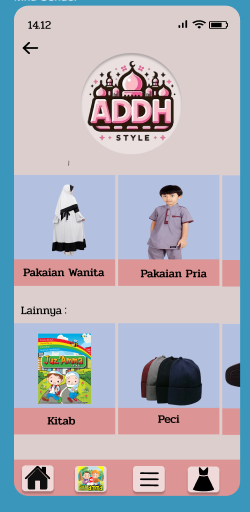 14.12
ADDH
STYLE
Pakaian Wanita
Pakaian Pria
Lainnya :
Kitab
Peci